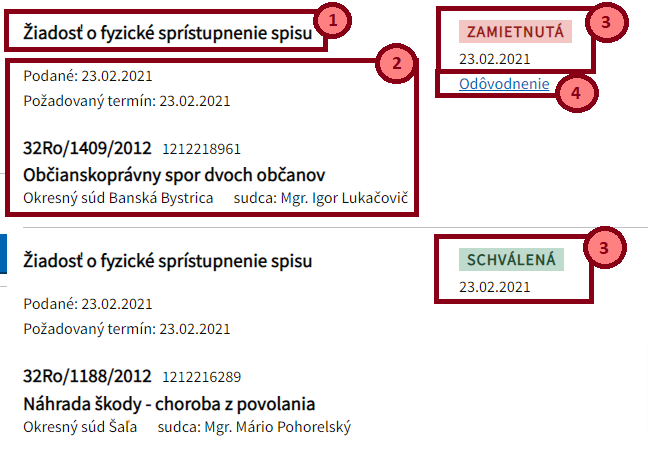 Žiadosť o fyzické sprístupnenie spisu
1
ZAMIETNUTÁ
3
23.02.2021
Odôvodnenie
4
2
Podané: 23.02.2021
Požadovaný termín: 23.02.2021
32Ro/1409/2012 1212218961
Občianskoprávny spor dvoch občanov
Okresný súd Banská Bystrica sudca: Mgr. Igor Lukačovič
Žiadosť o fyzické sprístupnenie spisu
SCHVÁLENÁ
3
23.02.2021
Podané: 23.02.2021
Požadovaný termín: 23.02.2021
32Ro/1188/2012 1212216289
Náhrada škody - choroba z povolania
Okresný súd Šaľa sudca: Mgr. Mário Pohorelský